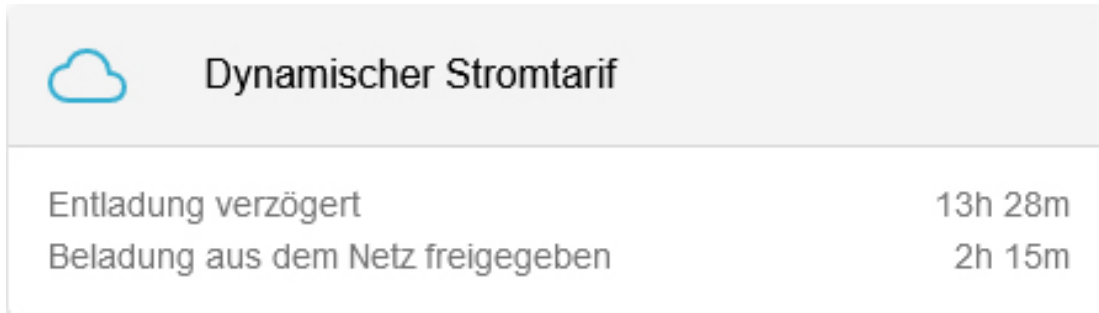 Dynamischer Stromtarif
Entladung verzögert 13h 28m
Beladung aus dem Netz freigegeben 2h 15m